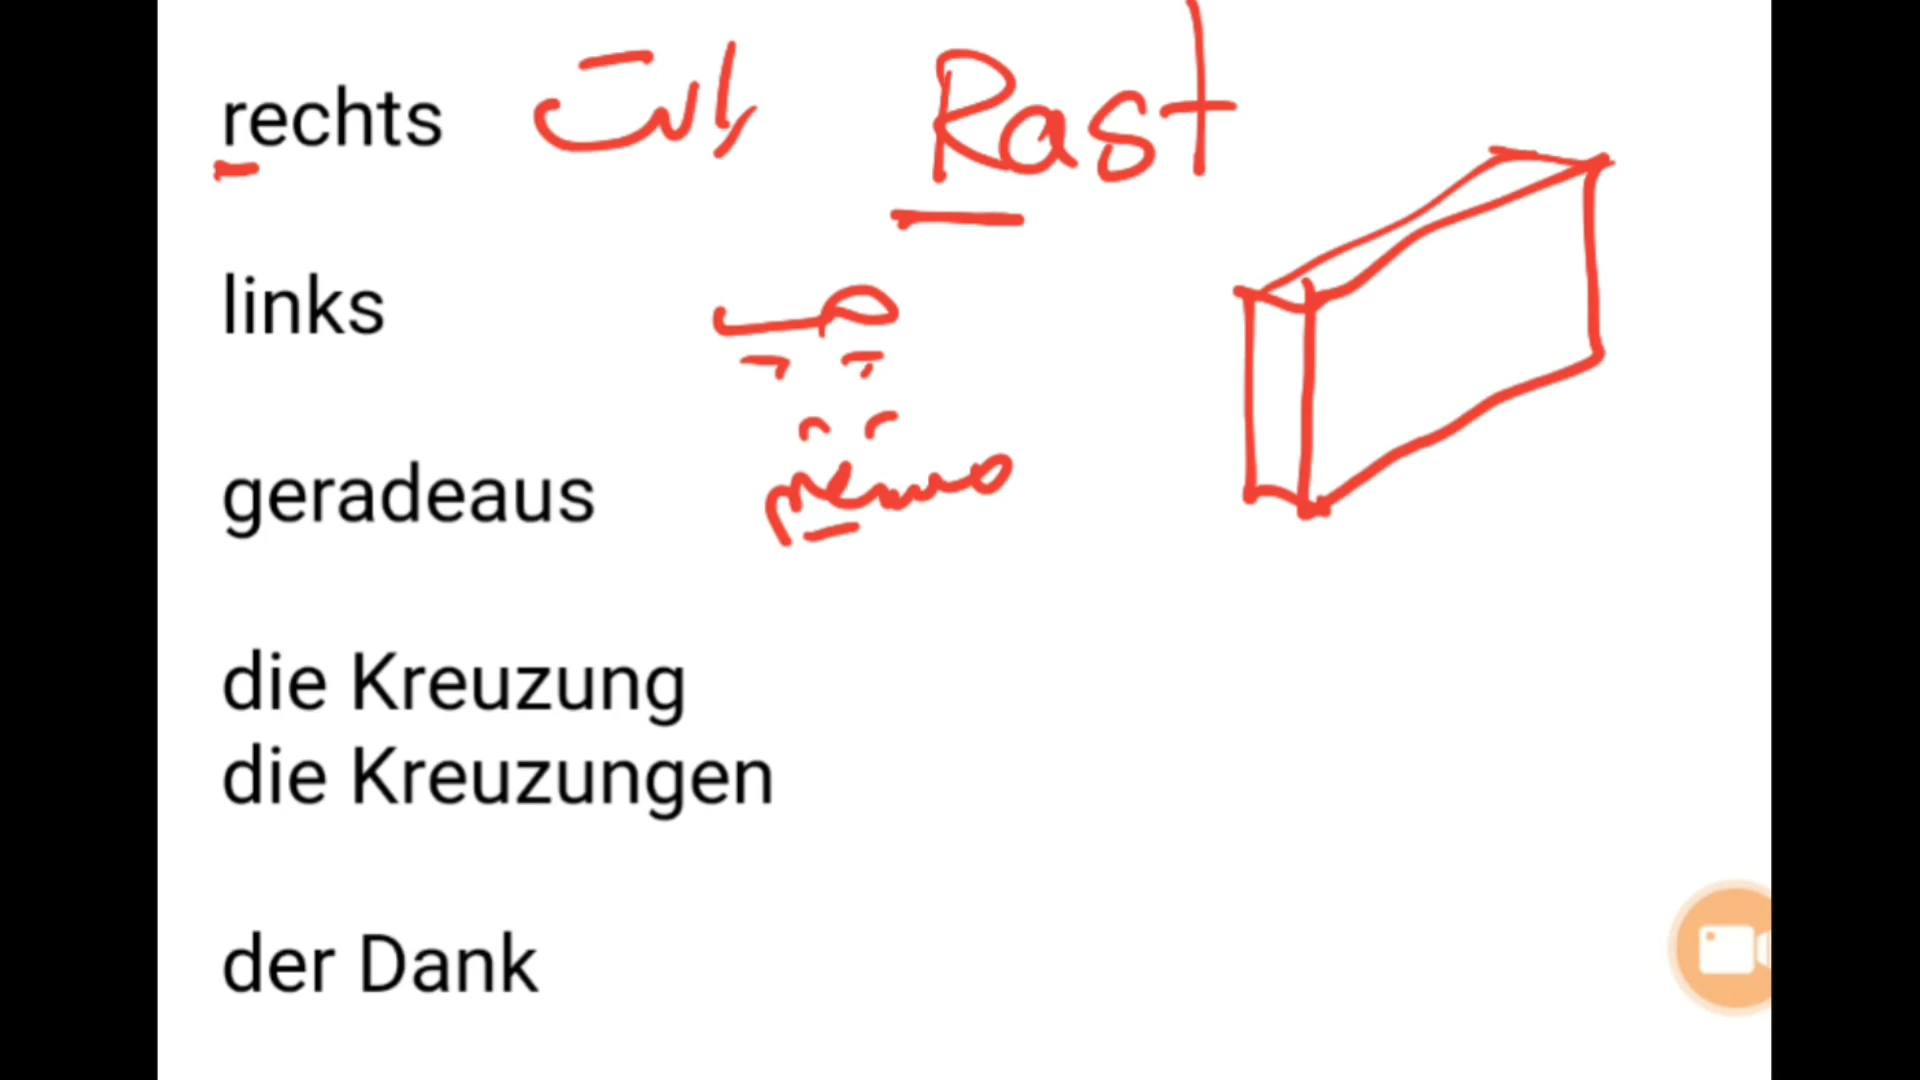 rechts راست Rast
links چپ
geradeaus مستقیم
die Kreuzung
die Kreuzungen
der Dank